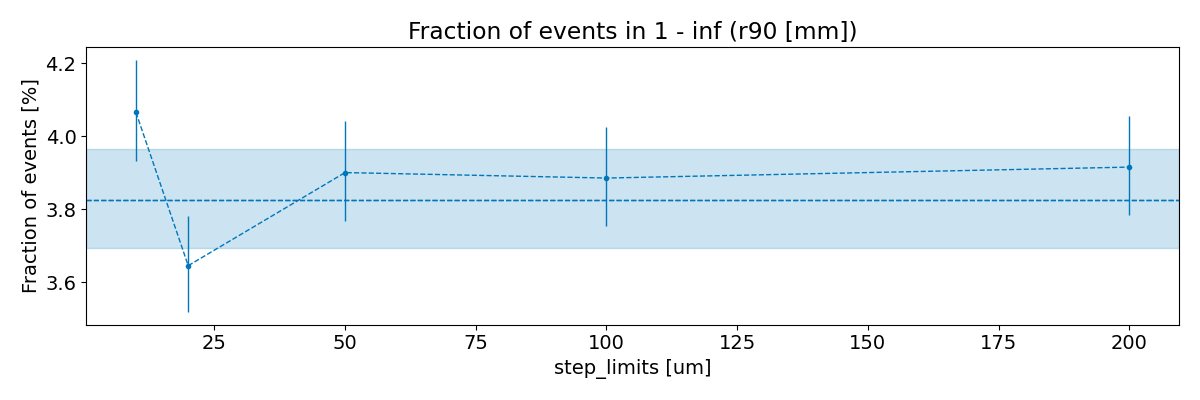 Fraction of events in 1 - inf (r90 [mm])
Fraction of events [%]
4.2
4.0
3.8
3.6
25 50 75 100 125 150 175 200
step_limits [um]